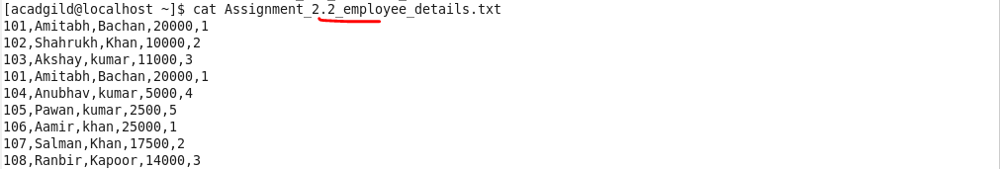 [acadgild@localhost ~]$ cat Assignment_2.2_employee_details.txt
101,Amitabh,Bachan,20000,1
102,Shahrukh,Khan,10000,2
103,Akshay,kumar,11000,3
101,Amitabh,Bachan,20000,1
104,Anubhav,kumar,5000,4
105,Pawan,kumar,2500,5
106,Aamir,khan,25000,1
107,Salman,Khan,17500,2
108,Ranbir,Kapoor,14000,3